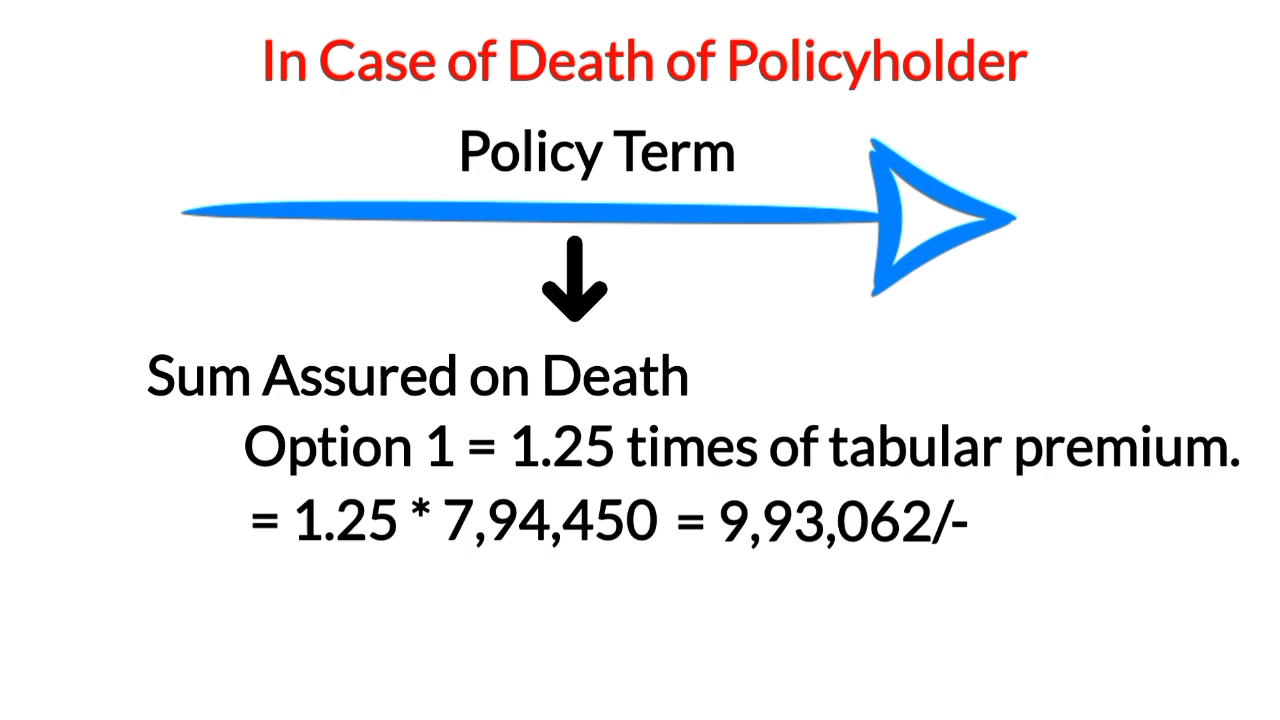 In Case of Death of Policyholder
Policy Term
Sum Assured on Death
Option 1 = 1.25 times of tabular premium.
= 1.25 * 7,94,450 = 9,93,062/-